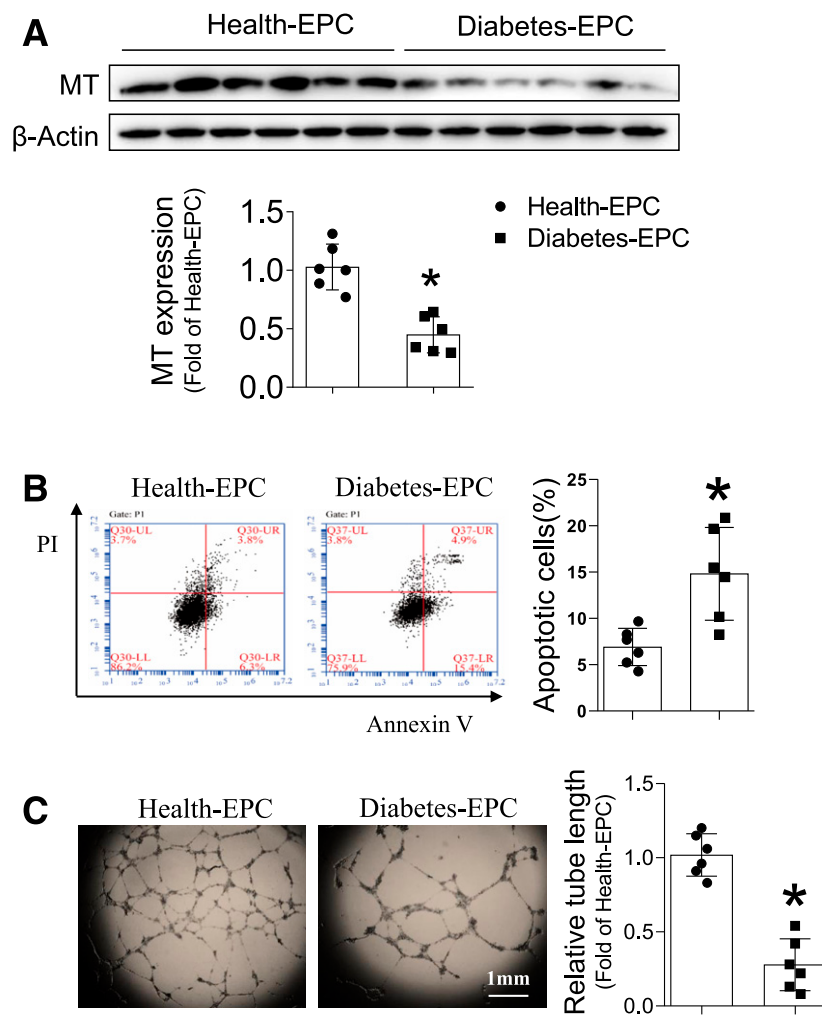 A
Health-EPC
Diabetes-EPC
MT
β-Actin
MT expression
(Fold of Health-EPC)
1.5
1.0
0.5
0.0
*
Health-EPC
Diabetes-EPC
B
Health-EPC
Diabetes-EPC
PI
Gate: P1
Q30-UL
3.7%
Q30-UR
3.8%
Q30-LL
86.2%
Q30-LR
6.3%
Gate: P1
Q37-UL
3.8%
Q37-UR
4.9%
Q37-LL
75.9%
Q37-LR
15.4%
Annexin V
Apoptotic cells(%)
25
20
15
10
5
0
*
C
Health-EPC
Diabetes-EPC
1mm
Relative tube length
(Fold of Health-EPC)
1.5
1.0
0.5
0.0
*